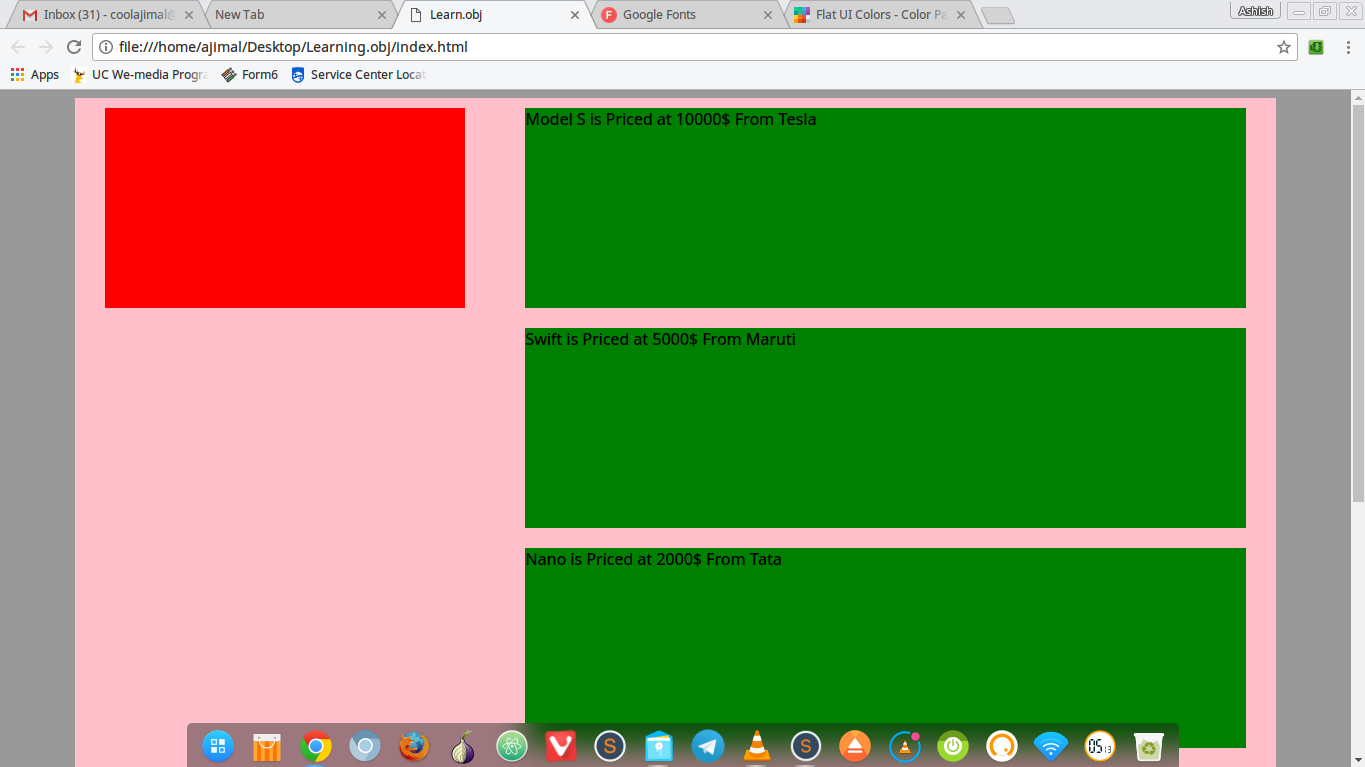 Inbox (31) - coolajimal@
New Tab
Learn.obj
Google Fonts
Flat UI Colors - Color Pa
Ashish
file:///home/ajimal/Desktop/Learning.obj/index.html
Apps
UC We-media Progra
Form6
Service Center Locat
Model S is Priced at 10000$ From Tesla
Swift is Priced at 5000$ From Maruti
Nano is Priced at 2000$ From Tata
05 13